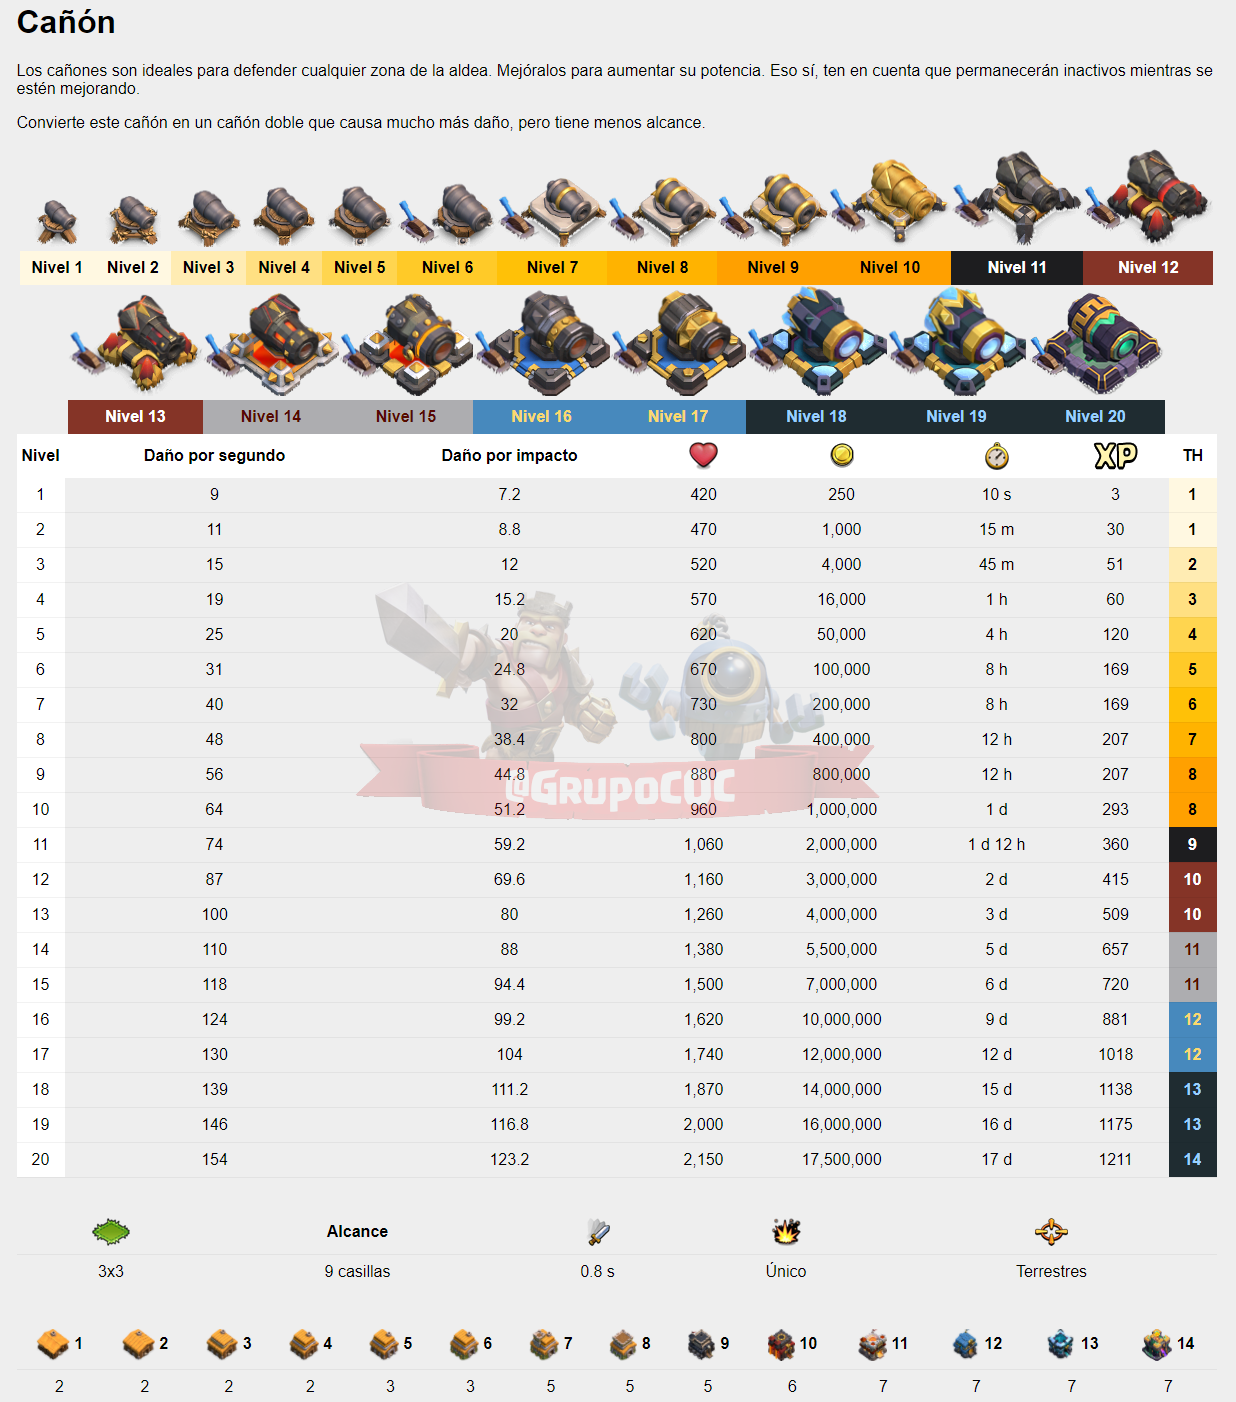 Cañón
Los cañones son ideales para defender cualquier zona de la aldea. Mejóralos para aumentar su potencia. Eso sí, ten en cuenta que permanecerán inactivos mientras se
estén mejorando.
Convierte este cañón en un cañón doble que causa mucho más daño, pero tiene menos alcance.
Nivel 1 Nivel 2 Nivel 3 Nivel 4 Nivel 5 Nivel 6 Nivel 7 Nivel 8 Nivel 9 Nivel 10 Nivel 11 Nivel 12
Nivel 13 Nivel 14 Nivel 15 Nivel 16 Nivel 17 Nivel 18 Nivel 19 Nivel 20
Nivel Daño por segundo Daño por impacto XP TH
1 9 7.2 420 250 10 s 3 1
2 11 8.8 470 1,000 15 m 30 1
3 15 12 520 4,000 45 m 51 2
4 19 15.2 570 16,000 1 h 60 3
5 25 20 620 50,000 4 h 120 4
6 31 24.8 670 100,000 8 h 169 5
7 40 32 730 200,000 8 h 169 6
8 48 38.4 800 400,000 12 h 207 7
9 56 44.8 880 800,000 12 h 207 8
@GRUPOCOC
10 64 51.2 960 1,000,000 1 d 293 8
11 74 59.2 1,060 2,000,000 1 d 12 h 360 9
12 87 69.6 1,160 3,000,000 2 d 415 10
13 100 80 1,260 4,000,000 3 d 509 10
14 110 88 1,380 5,500,000 5 d 657 11
15 118 94.4 1,500 7,000,000 6 d 720 11
16 124 99.2 1,620 10,000,000 9 d 881 12
17 130 104 1,740 12,000,000 12 d 1018 12
18 139 111.2 1,870 14,000,000 15 d 1138 13
19 146 116.8 2,000 16,000,000 16 d 1175 13
20 154 123.2 2,150 17,500,000 17 d 1211 14
Alcance
3x3 9 casillas 0.8 s Único Terrestres
1 2 3 4 5 6 7 8 9 10 11 12 13 14
2 2 2 2 3 3 5 5 5 6 7 7 7 7